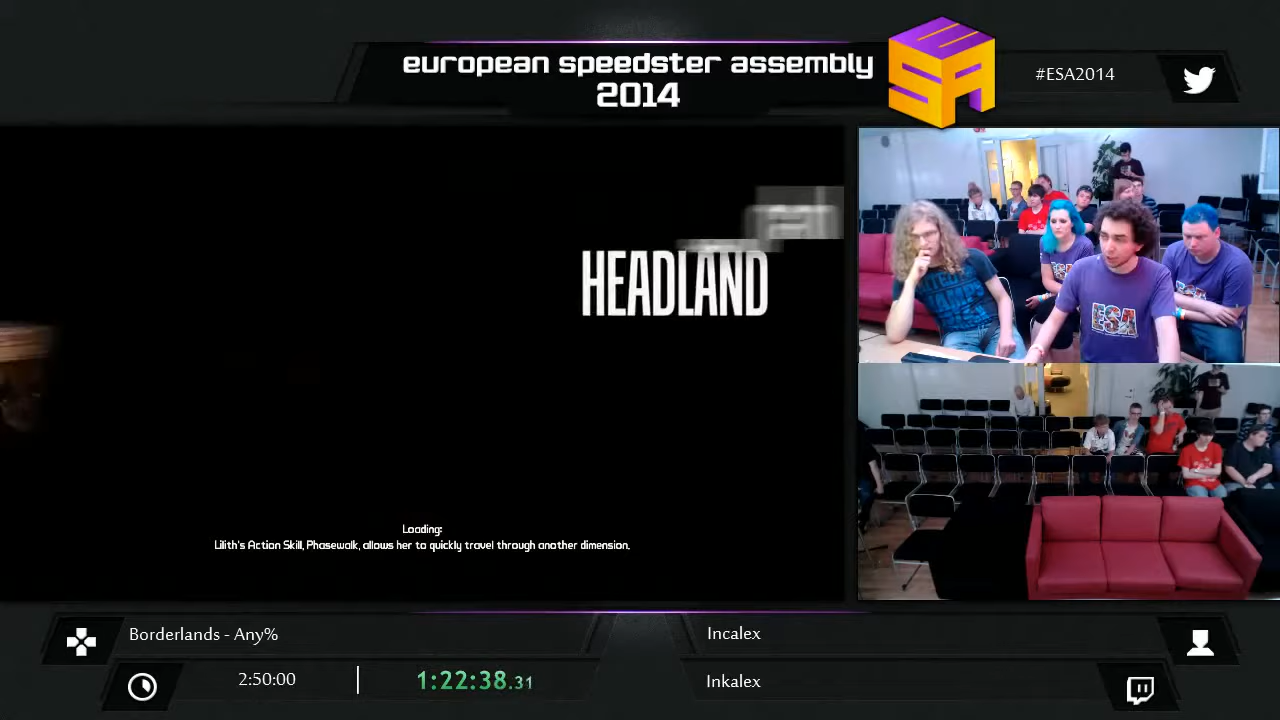 european speedster assembly
2014
ESA
#ESA2014
HEADLAND
Loading:
Lilith's Action Skill, Phasewalk, allows her to quickly travel through another dimension.
ESA
Borderlands - Any%
Incalex
2:50:00
1:22:38.31
Inkalex